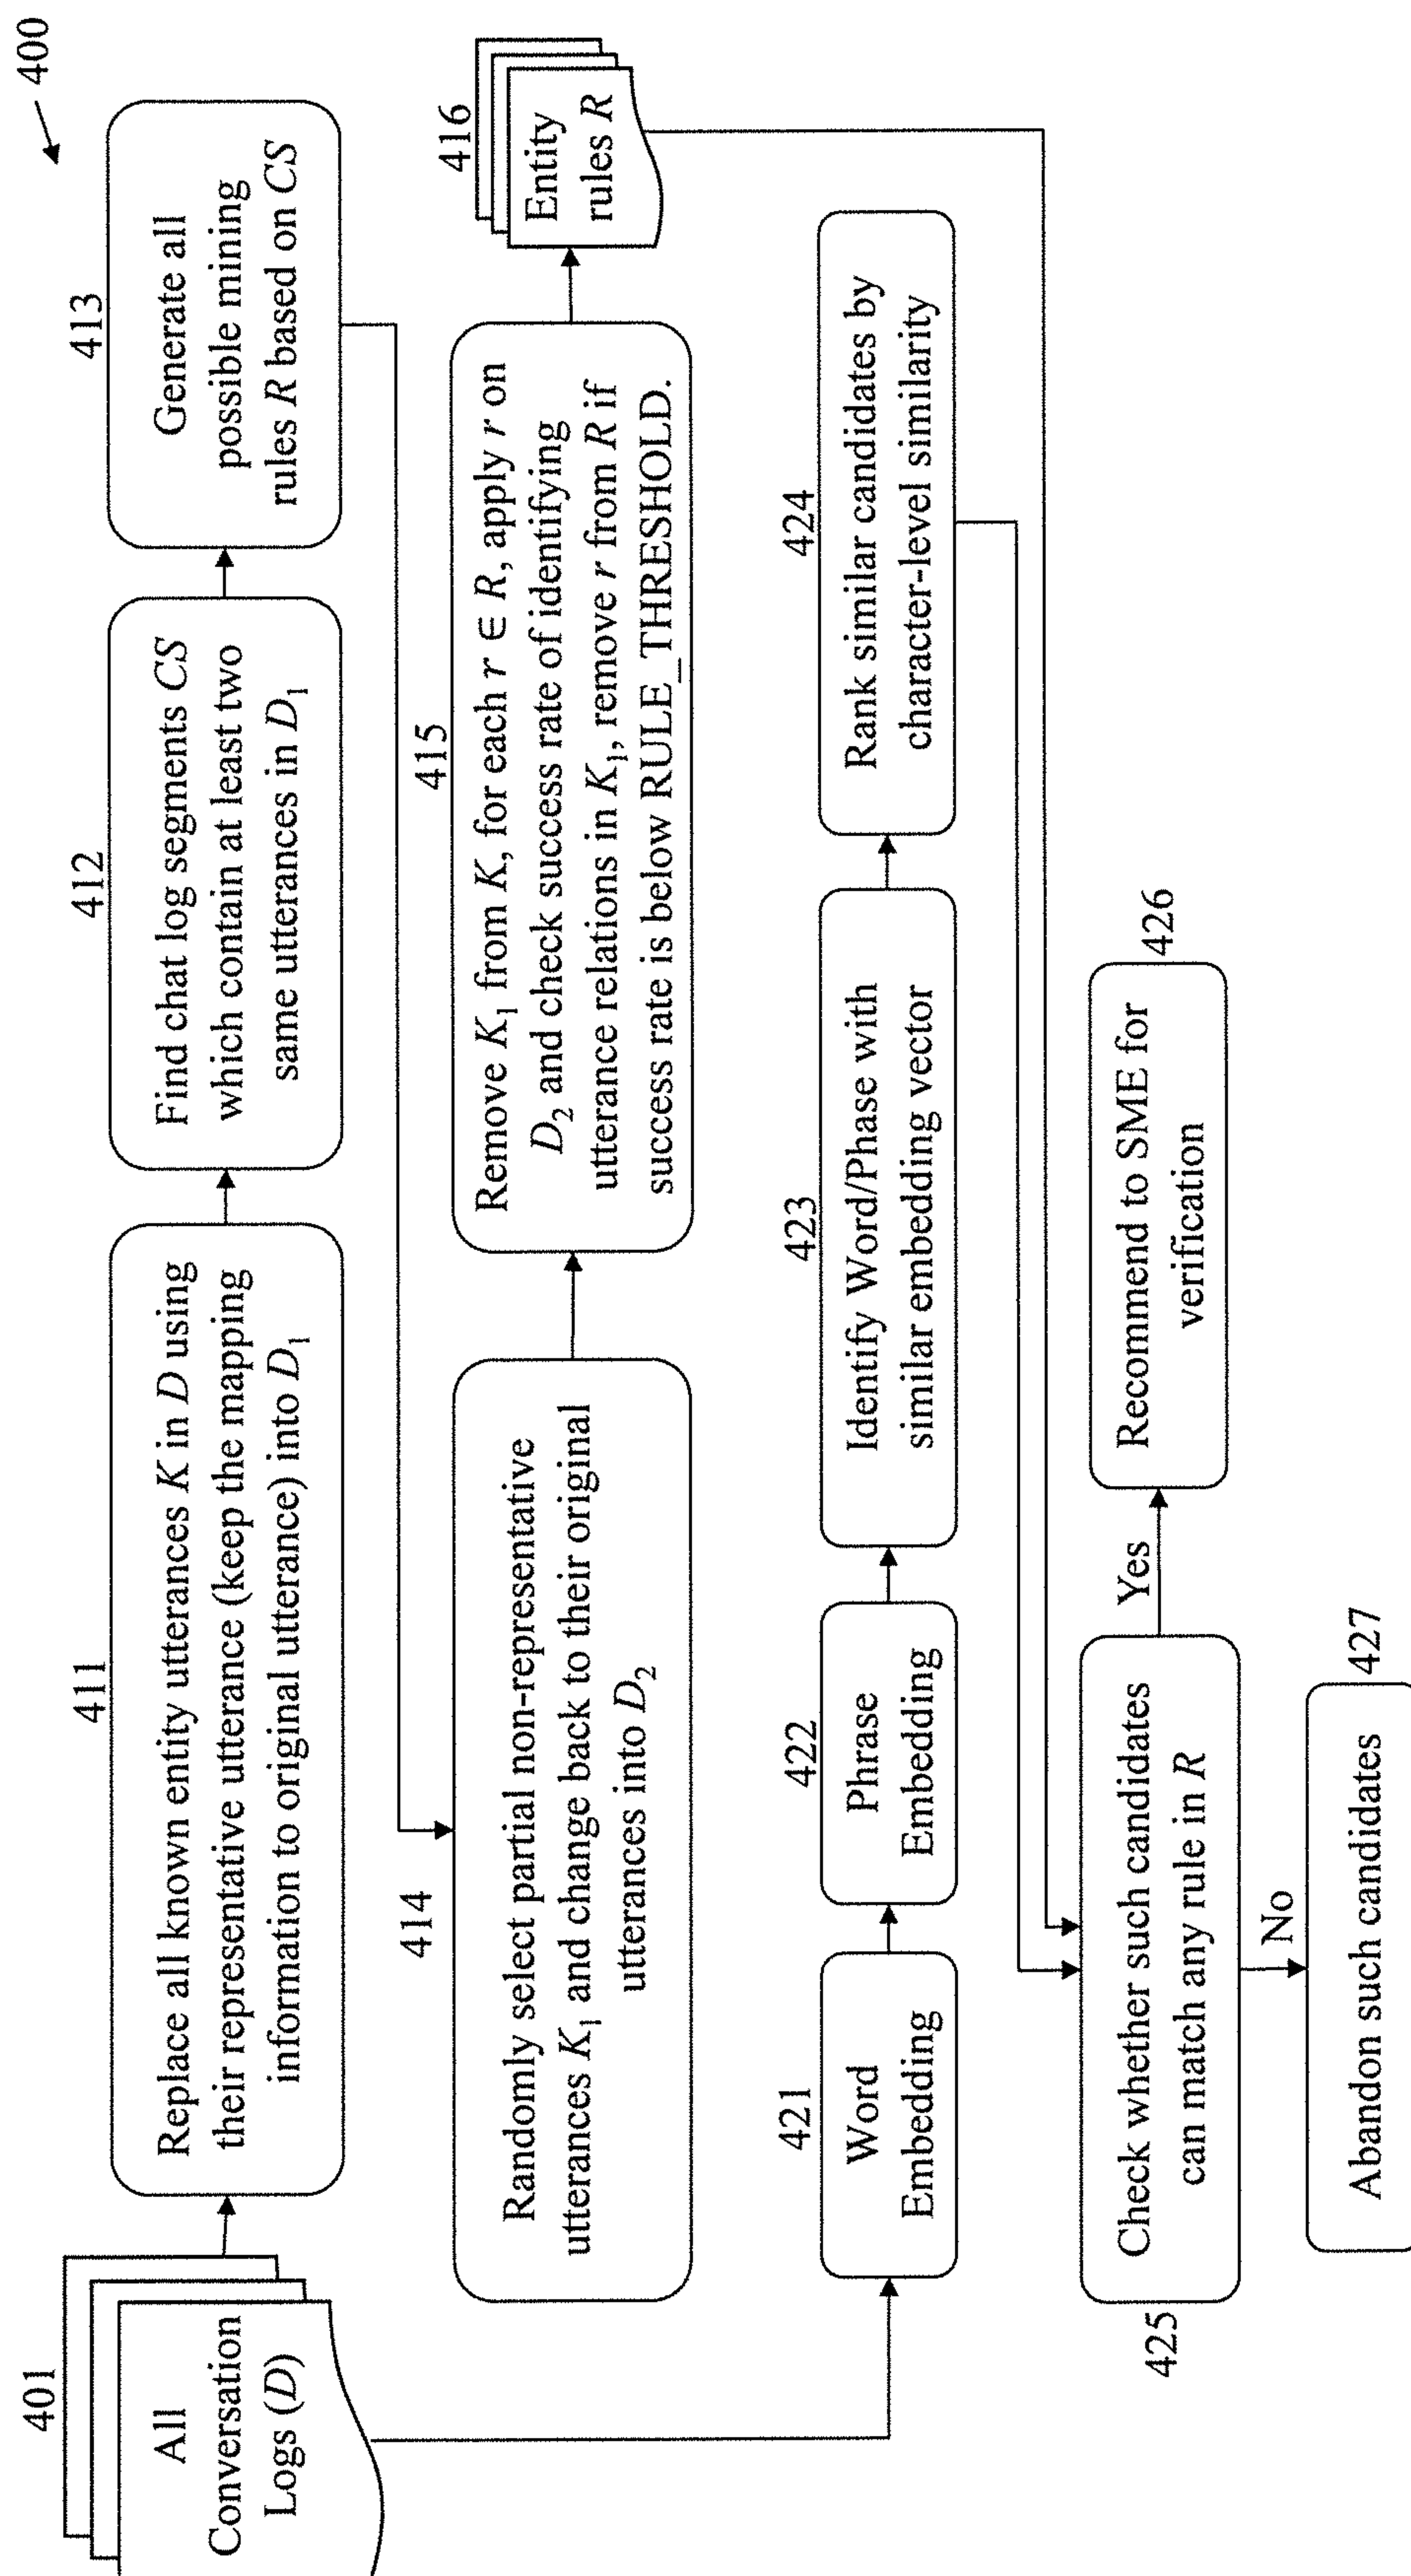 400
401
All
Conversation
Logs (D)
411
Replace all known entity utterances K in D using
their representative utterance (keep the mapping
information to original utterance) into D₁
412
Find chat log segments CS
which contain at least two
same utterances in D₁
413
Generate all
possible mining
rules R based on CS
414
Randomly select partial non-representative
utterances K₁ and change back to their original
utterances into D₂
415
Remove K₁ from K, for each r ∈ R, apply r on
D₂ and check success rate of identifying
utterance relations in K₁, remove r from R if
success rate is below RULE_THRESHOLD.
416
Entity
rules R
421
Word
Embedding
422
Phrase
Embedding
423
Identify Word/Phase with
similar embedding vector
424
Rank similar candidates by
character-level similarity
425
Check whether such candidates
can match any rule in R
Yes
Recommend to SME for
verification
426
No
Abandon such candidates
427